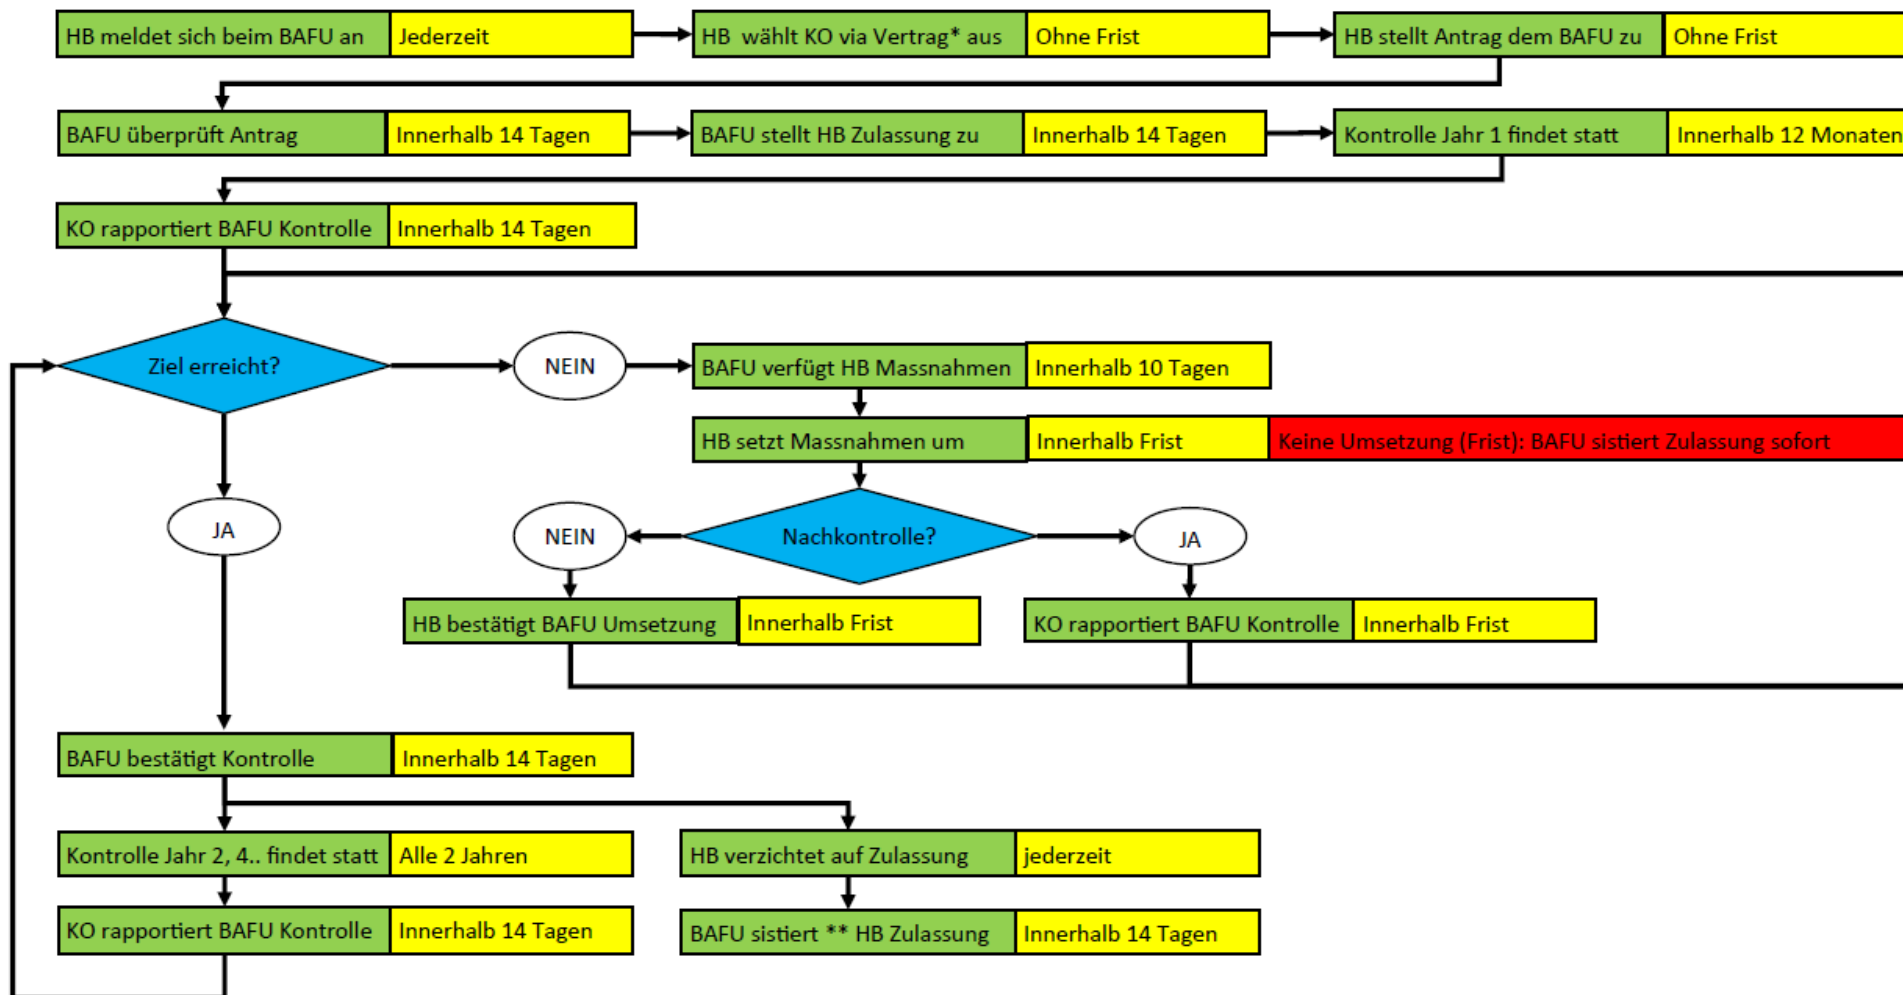 HB meldet sich beim BAFU an
Jederzeit
HB wählt KO via Vertrag* aus
Ohne Frist
HB stellt Antrag dem BAFU zu
Ohne Frist
BAFU überprüft Antrag
Innerhalb 14 Tagen
BAFU stellt HB Zulassung zu
Innerhalb 14 Tagen
Kontrolle Jahr 1 findet statt
Innerhalb 12 Monaten
KO rapportiert BAFU Kontrolle
Innerhalb 14 Tagen
Ziel erreicht?
NEIN
BAFU verfügt HB Massnahmen
Innerhalb 10 Tagen
HB setzt Massnahmen um
Innerhalb Frist
Keine Umsetzung (Frist): BAFU sistiert Zulassung sofort
JA
NEIN
Nachkontrolle?
JA
HB bestätigt BAFU Umsetzung
Innerhalb Frist
KO rapportiert BAFU Kontrolle
Innerhalb Frist
BAFU bestätigt Kontrolle
Innerhalb 14 Tagen
Kontrolle Jahr 2, 4.. findet statt
Alle 2 Jahren
HB verzichtet auf Zulassung
jederzeit
KO rapportiert BAFU Kontrolle
Innerhalb 14 Tagen
BAFU sistiert ** HB Zulassung
Innerhalb 14 Tagen